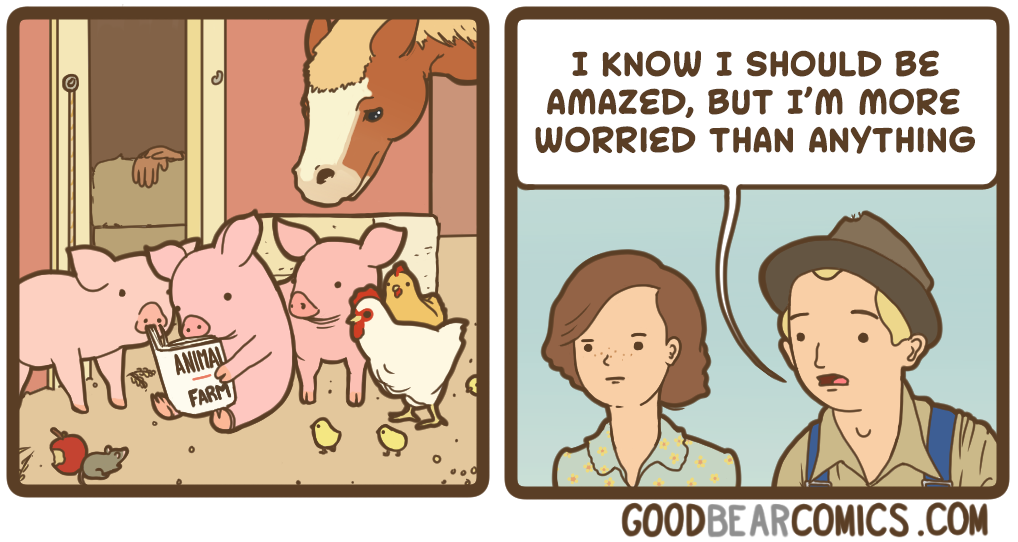 ANIMAL
FARM
I KNOW I SHOULD BE
AMAZED, BUT I'M MORE
WORRIED THAN ANYTHING
GOODBEARCOMICS.COM